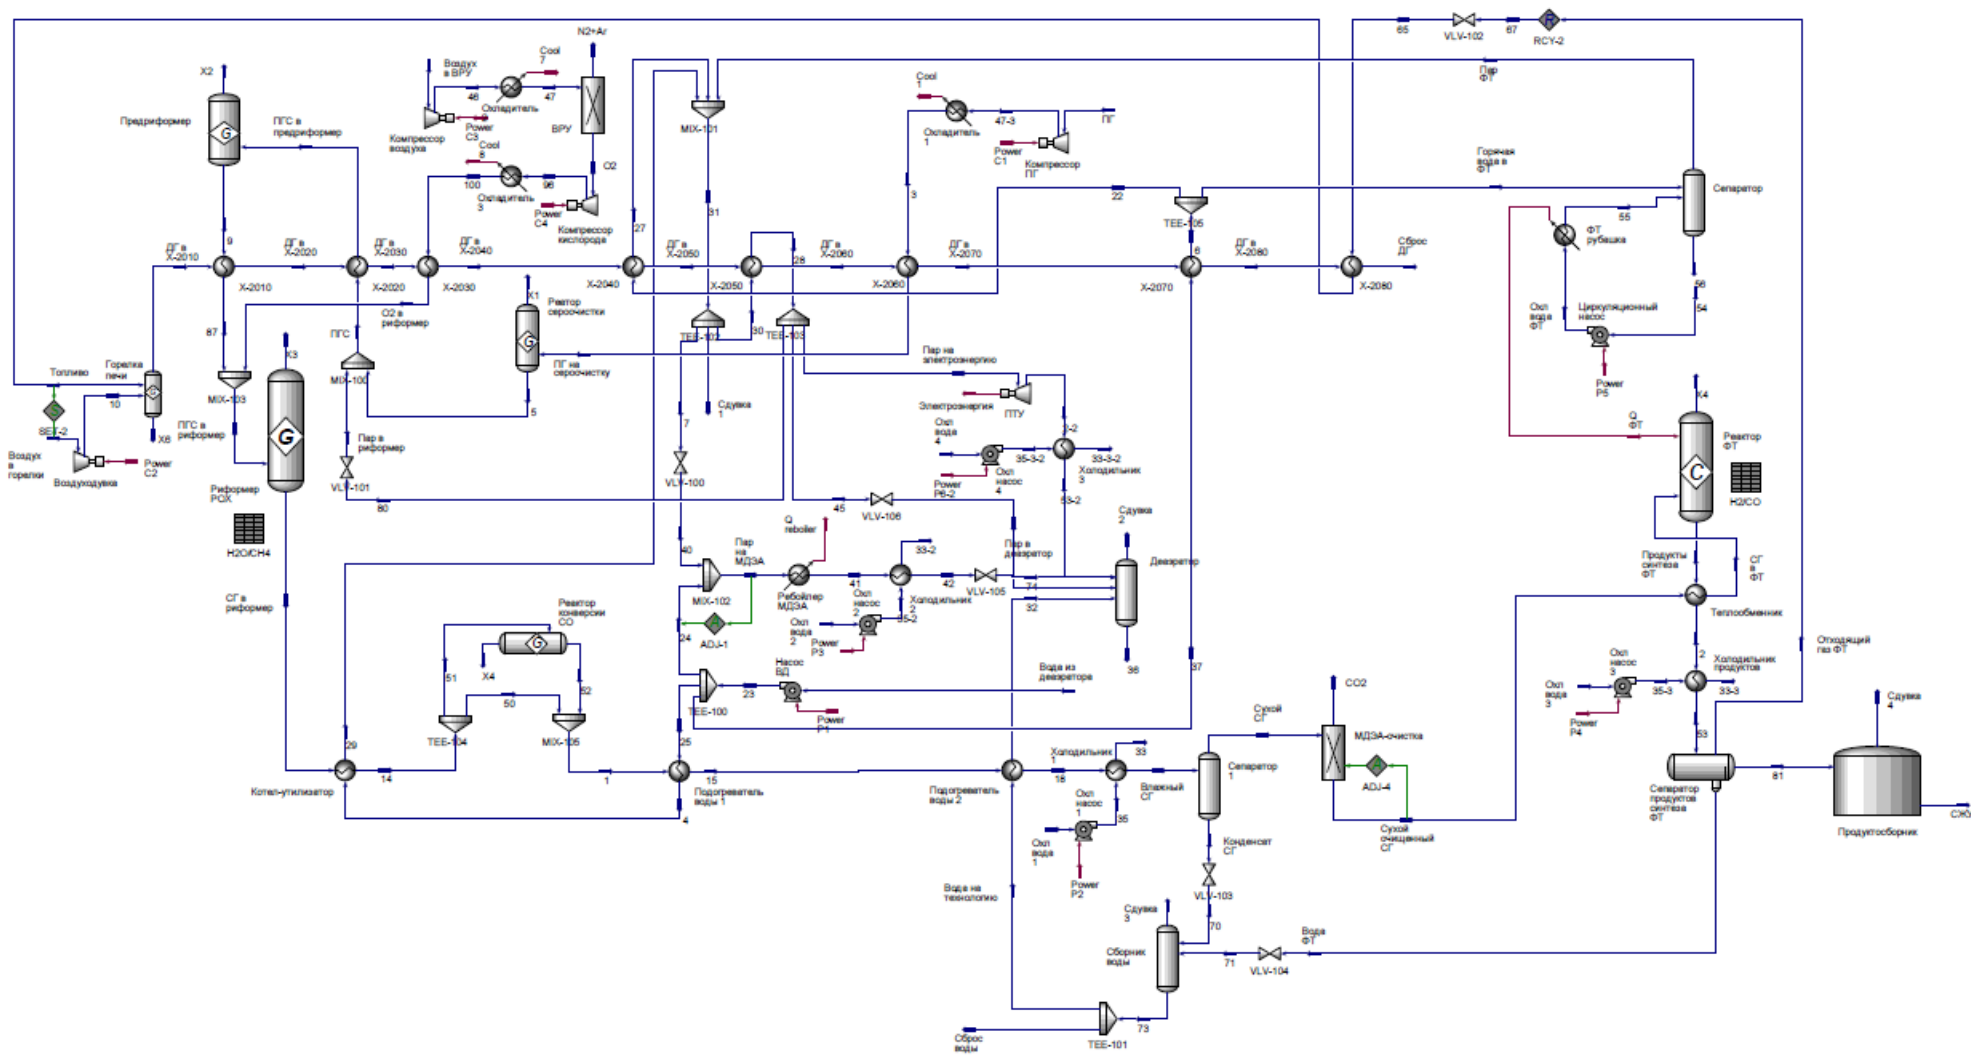 65
VLV-102
67
RCY-2
N2+Ar
X2
Воздух
в ВРУ
Cool
7
46
47
Охладитель
Power
C3
Компрессор
воздуха
ВРУ
Cool
8
O2
100
98
Охладитель
3
Power
C4
Компрессор
кислорода
Предриформер
ПГС в
предриформер
MIX-101
Cool
1
Охладитель
1
47-3
ПГ
Power
C1
Компрессор
ПГ
Пар
ФТ
Горячая
вода в
ФТ
Сепаратор
22
TEE-105
3
31
27
55
ФТ
рубашка
9
ДГ в
X-2010
ДГ в
X-2020
ДГ в
X-2030
ДГ в
X-2040
ДГ в
X-2050
28
ДГ в
X-2060
ДГ в
X-2070
6
ДГ в
X-2080
Сброс
ДГ
X-2010
X-2020
X-2030
X-2040
X-2050
X-2060
X-2070
X-2080
56
54
Охл
вода
ФТ
Циркуляционный
насос
Power
P5
X1
Реатор
сероочистки
O2 в
риформер
87
ПГС
TEE-102
30
TEE-103
ПГ на
сероочистку
Пар на
электроэнергию
Электроэнергия
ПТУ
X3
Топливо
Горелка
печи
10
SET-2
X6
Воздух
в
горелки
Воздуходувка
Power
C2
MIX-103
ПГС в
риформер
MIX-100
5
Пар в
риформер
VLV-101
80
Риформер
POX
H2O/CH4
Сдувка
1
7
VLV-100
40
Охл
вода
4
35-3-2
Power
P6-2
Охл
насос
4
33-3-2
Холодильник
3
53-2
45
VLV-106
X4
Q
ФТ
Реактор
ФТ
H2/CO
Q
reboiler
Пар
на
МДЭА
33-2
Пар в
деаэратор
Сдувка
2
Деаэратор
MIX-102
Ребойлер
МДЭА
41
42
VLV-105
74
32
Холодильник
2
35-2
Охл
насос
2
Охл
вода
2
Power
P3
24
ADJ-1
36
37
Продукты
синтеза
ФТ
СГ
в
ФТ
Теплообменник
СГ в
риформер
Реактор
конверсии
CO
X4
51
52
50
TEE-104
MIX-105
Насос
ВД
23
TEE-100
Power
P1
Вода из
деаэратора
2
Охл
насос
3
Холодильник
продуктов
Охл
вода
3
35-3
33-3
Power
P4
53
Отходящий
газ ФТ
29
14
Котел-утилизатор
1
25
15
Подогреватель
воды 1
4
Подогреватель
воды 2
Холодильник
1
33
18
Влажный
СГ
Охл
насос
1
35
Охл
вода
1
Power
P2
Сухой
СГ
Сепаратор
1
CO2
МДЭА-очистка
ADJ-4
Сухой
очищенный
СГ
Конденсат
СГ
VLV-103
70
Сепаратор
продуктов
синтеза
ФТ
81
Сдувка
4
Продуктосборник
Вода на
технологию
Сдувка
3
Сборник
воды
71
VLV-104
Вода
ФТ
73
TEE-101
Сброс
воды